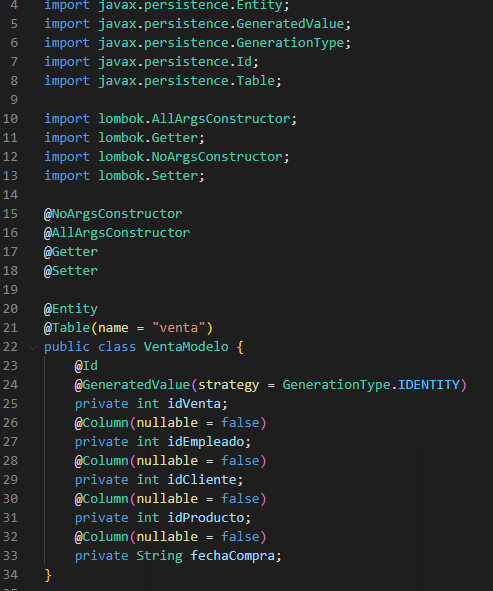 4 import javax.persistence.Entity;
5 import javax.persistence.GeneratedValue;
6 import javax.persistence.GenerationType;
7 import javax.persistence.Id;
8 import javax.persistence.Table;
9
10 import lombok.AllArgsConstructor;
11 import lombok.Getter;
12 import lombok.NoArgsConstructor;
13 import lombok.Setter;
14
15 @NoArgsConstructor
16 @AllArgsConstructor
17 @Getter
18 @Setter
19
20 @Entity
21 @Table(name = "venta")
22 public class VentaModelo {
23 @Id
24 @GeneratedValue(strategy = GenerationType.IDENTITY)
25 private int idVenta;
26 @Column(nullable = false)
27 private int idEmpleado;
28 @Column(nullable = false)
29 private int idCliente;
30 @Column(nullable = false)
31 private int idProducto;
32 @Column(nullable = false)
33 private String fechaCompra;
34 }